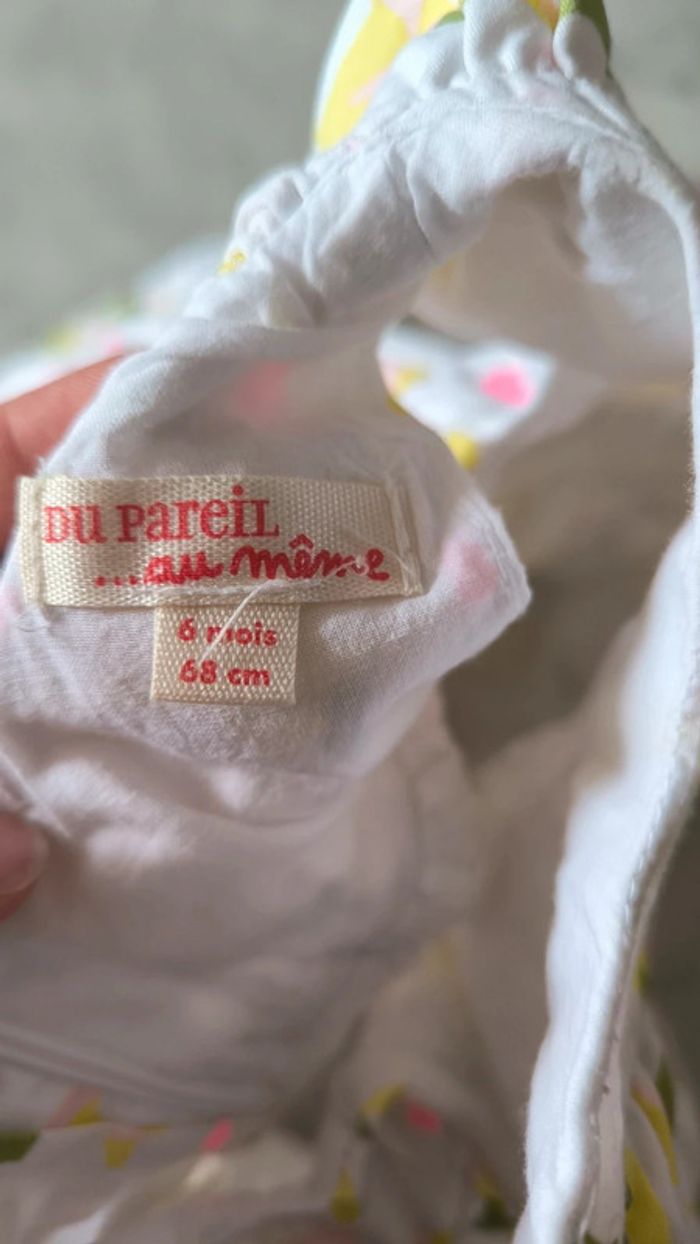 DU PAREIL
...au même
6 mois
68 cm